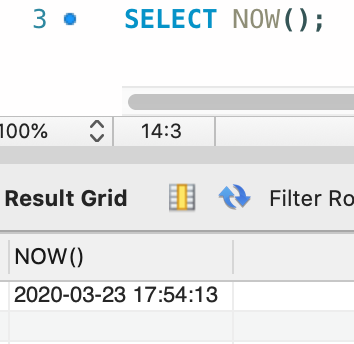 3 SELECT NOW();
100% 14:3
Result Grid Filter Ro
NOW()
2020-03-23 17:54:13